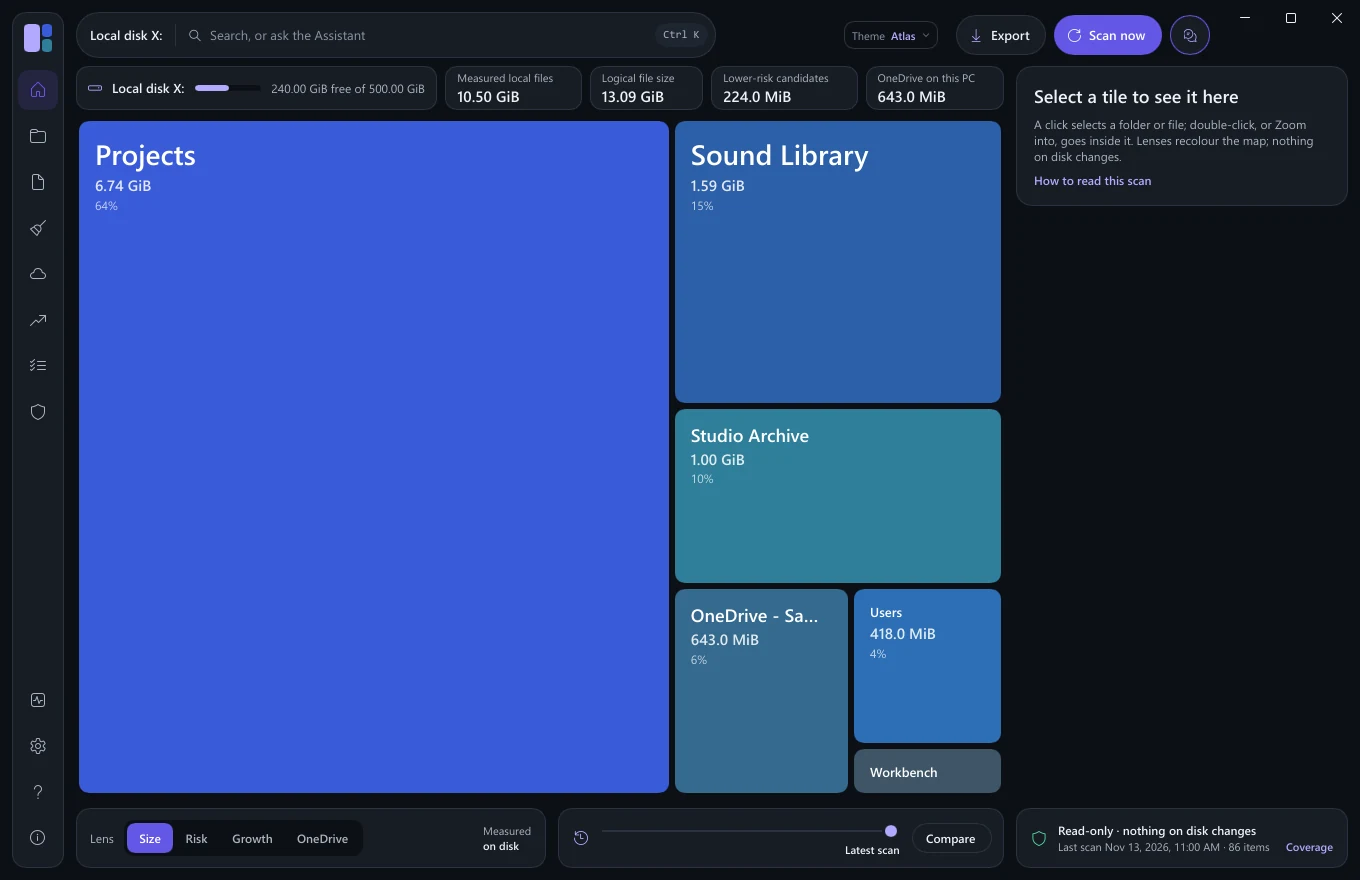 Local disk X:
Search, or ask the Assistant
Ctrl K
Theme Atlas
Export
Scan now
Local disk X:
240.00 GiB free of 500.00 GiB
Measured local files
10.50 GiB
Logical file size
13.09 GiB
Lower-risk candidates
224.0 MiB
OneDrive on this PC
643.0 MiB
Select a tile to see it here
A click selects a folder or file; double-click, or Zoom
into, goes inside it. Lenses recolour the map; nothing
on disk changes.
How to read this scan
Projects
6.74 GiB
64%
Sound Library
1.59 GiB
15%
Studio Archive
1.00 GiB
10%
OneDrive - Sa...
643.0 MiB
6%
Users
418.0 MiB
4%
Workbench
Lens
Size
Risk
Growth
OneDrive
Measured
on disk
Latest scan
Compare
Read-only · nothing on disk changes
Last scan Nov 13, 2026, 11:00 AM · 86 items
Coverage